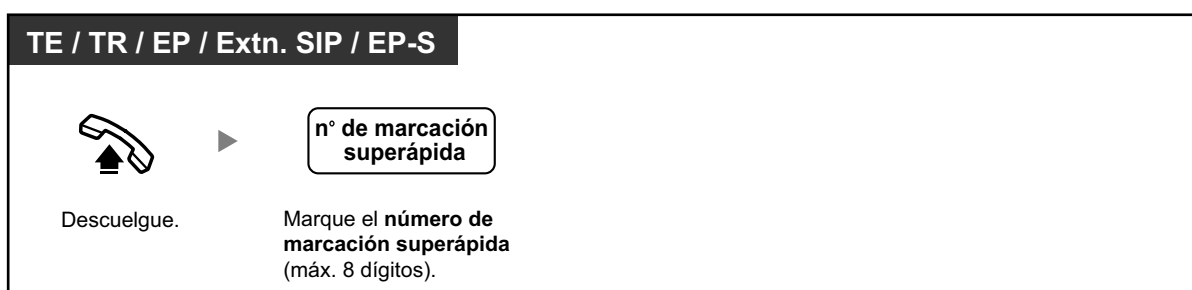 TE / TR / EP / Extn. SIP / EP-S
n° de marcación
superápida
Descuelgue.
Marque el número de
marcación superápida
(máx. 8 dígitos).